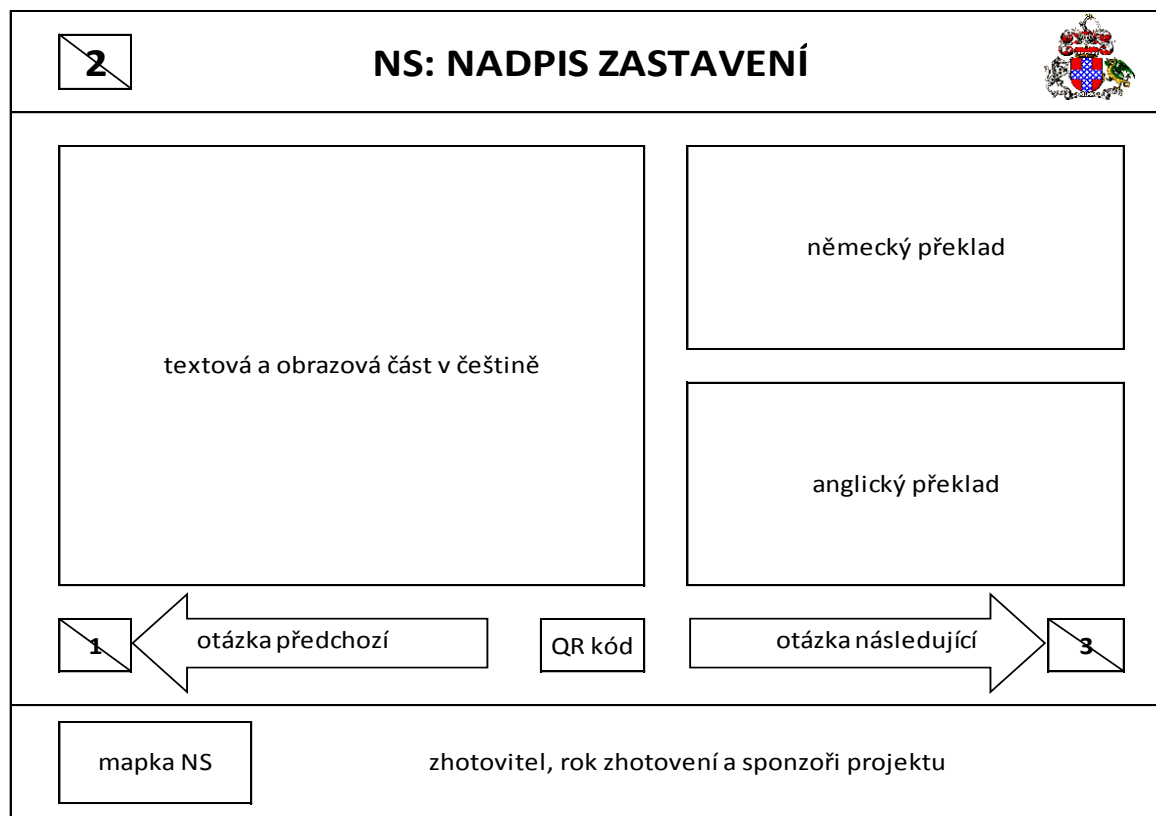 2
NS: NADPIS ZASTAVENÍ
textová a obrazová část v češtině
německý překlad
anglický překlad
1
otázka předchozí
QR kód
otázka následující
3
mapka NS
zhotovitel, rok zhotovení a sponzoři projektu